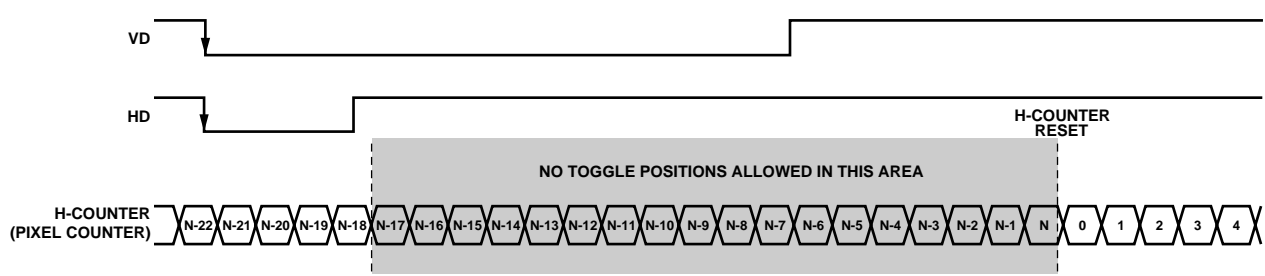 VD
HD
H-COUNTER
RESET
NO TOGGLE POSITIONS ALLOWED IN THIS AREA
H-COUNTER
(PIXEL COUNTER)
N-22 N-21 N-20 N-19 N-18 N-17 N-16 N-15 N-14 N-13 N-12 N-11 N-10 N-9 N-8 N-7 N-6 N-5 N-4 N-3 N-2 N-1 N 0 1 2 3 4